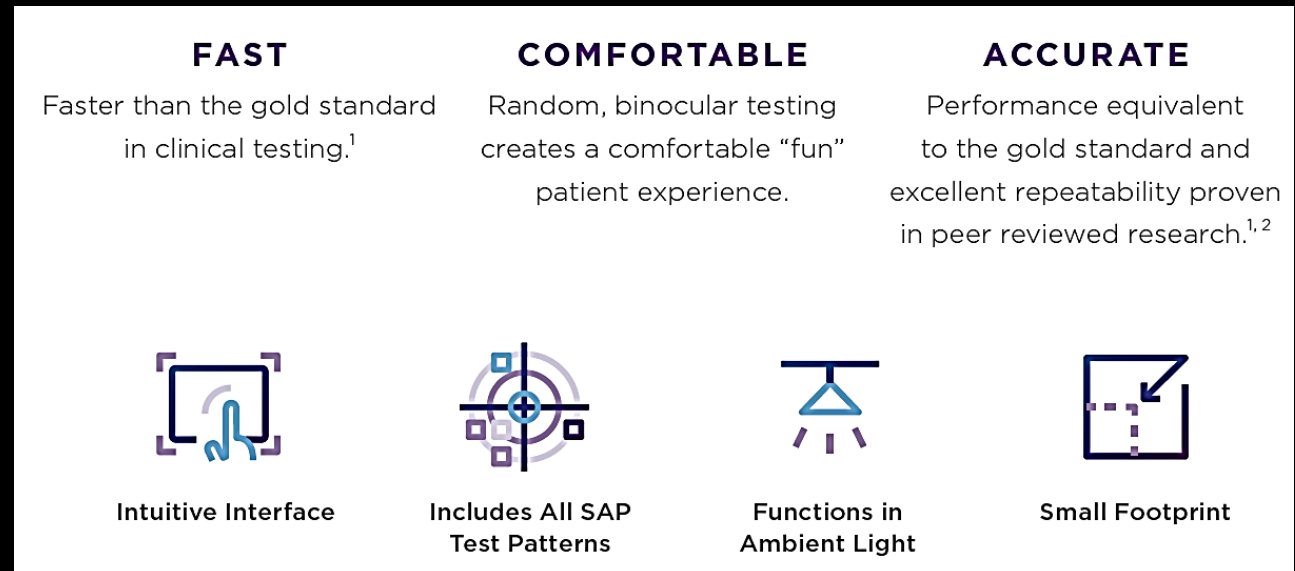 FAST
Faster than the gold standard
in clinical testing.1
COMFORTABLE
Random, binocular testing
creates a comfortable “fun”
patient experience.
ACCURATE
Performance equivalent
to the gold standard and
excellent repeatability proven
in peer reviewed research.1, 2
Intuitive Interface
Includes All SAP
Test Patterns
Functions in
Ambient Light
Small Footprint